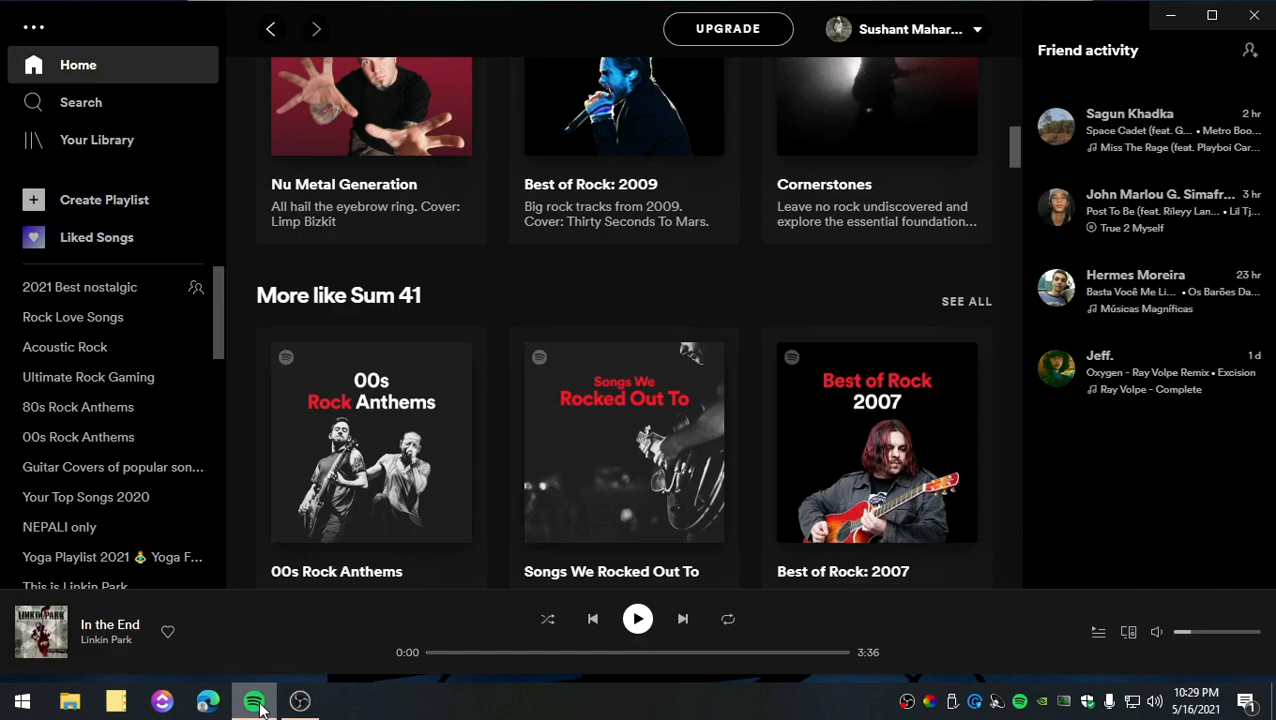 UPGRADE
Sushant Mahar...
Home
Search
Your Library
Create Playlist
Liked Songs
2021 Best nostalgic
Rock Love Songs
Acoustic Rock
Ultimate Rock Gaming
80s Rock Anthems
00s Rock Anthems
Guitar Covers of popular son...
Your Top Songs 2020
NEPALI only
Yoga Playlist 2021 🧘 Yoga F...
This is Linkin Park
Nu Metal Generation
All hail the eyebrow ring. Cover:
Limp Bizkit
Best of Rock: 2009
Big rock tracks from 2009.
Cover: Thirty Seconds To Mars.
Cornerstones
Leave no rock undiscovered and
explore the essential foundation...
More like Sum 41
SEE ALL
00s
Rock Anthems
00s Rock Anthems
Songs We
Rocked Out To
Songs We Rocked Out To
Best of Rock
2007
Best of Rock: 2007
Friend activity
Sagun Khadka
2 hr
Space Cadet (feat. G... • Metro Boo...
Miss The Rage (feat. Playboi Car...
John Marlou G. Simafr...
3 hr
Post To Be (feat. Rileyy Lan... • Lil Tj...
True 2 Myself
Hermes Moreira
23 hr
Basta Você Me Li... • Os Barões Da...
Músicas Magníficas
Jeff.
1 d
Oxygen - Ray Volpe Remix • Excision
Ray Volpe - Complete
LINKIN PARK
In the End
Linkin Park
0:00
3:36
10:29 PM
5/16/2021
1